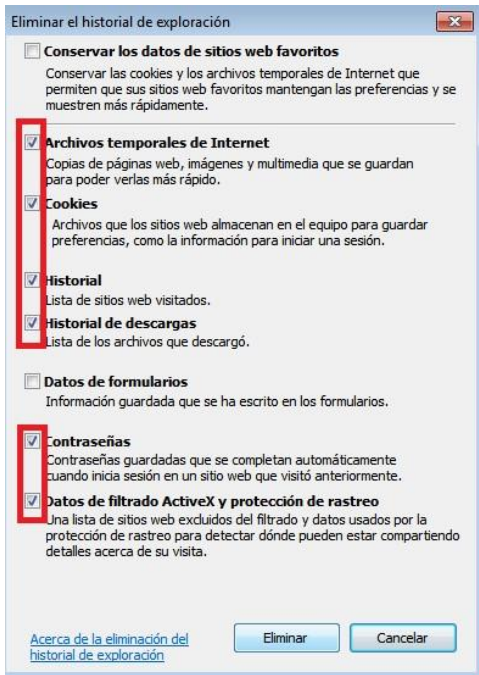 Eliminar el historial de exploración
Conservar los datos de sitios web favoritos
Conservar las cookies y los archivos temporales de Internet que
permiten que sus sitios web favoritos mantengan las preferencias y se
muestren más rápidamente.
Archivos temporales de Internet
Copias de páginas web, imágenes y multimedia que se guardan
para poder verlas más rápido.
Cookies
Archivos que los sitios web almacenan en el equipo para guardar
preferencias, como la información para iniciar una sesión.
Historial
Lista de sitios web visitados.
Historial de descargas
Lista de los archivos que descargó.
Datos de formularios
Información guardada que se ha escrito en los formularios.
Contraseñas
Contraseñas guardadas que se completan automáticamente
cuando inicia sesión en un sitio web que visitó anteriormente.
Datos de filtrado ActiveX y protección de rastreo
Una lista de sitios web excluidos del filtrado y datos usados por la
protección de rastreo para detectar dónde pueden estar compartiendo
detalles acerca de su visita.
Acerca de la eliminación del
historial de exploración
Eliminar
Cancelar